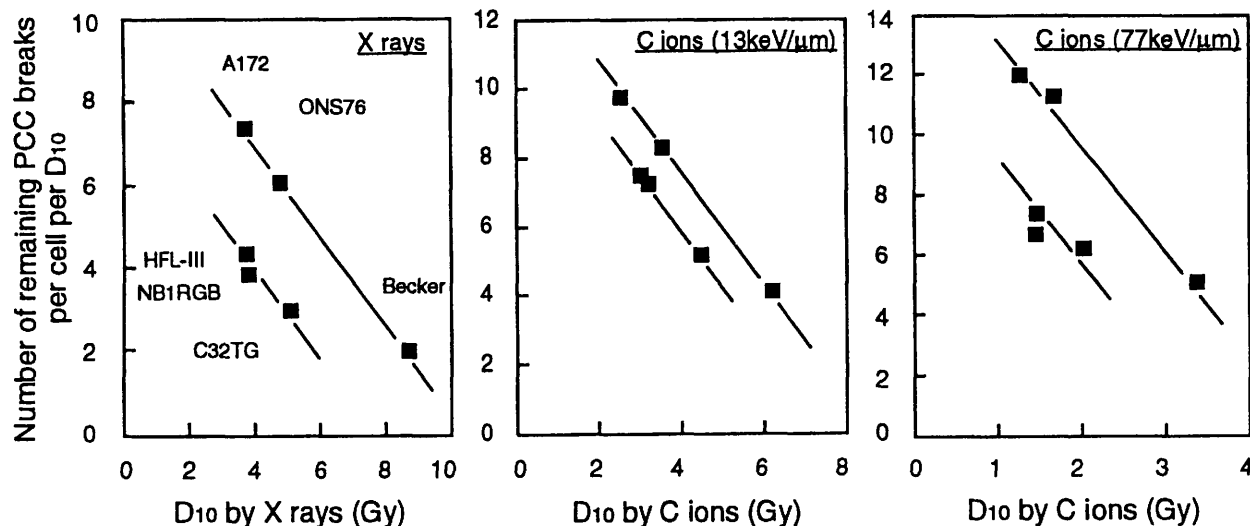 Number of remaining PCC breaks
per cell per D10
10
8
6
4
2
0
X rays
A172
ONS76
HFL-III
NB1RGB
C32TG
Becker
0 2 4 6 8 10
D10 by X rays (Gy)
12
10
8
6
4
2
0
C ions (13keV/μm)
0 2 4 6 8
D10 by C ions (Gy)
14
12
10
8
6
4
2
0
C ions (77keV/μm)
0 1 2 3 4
D10 by C ions (Gy)